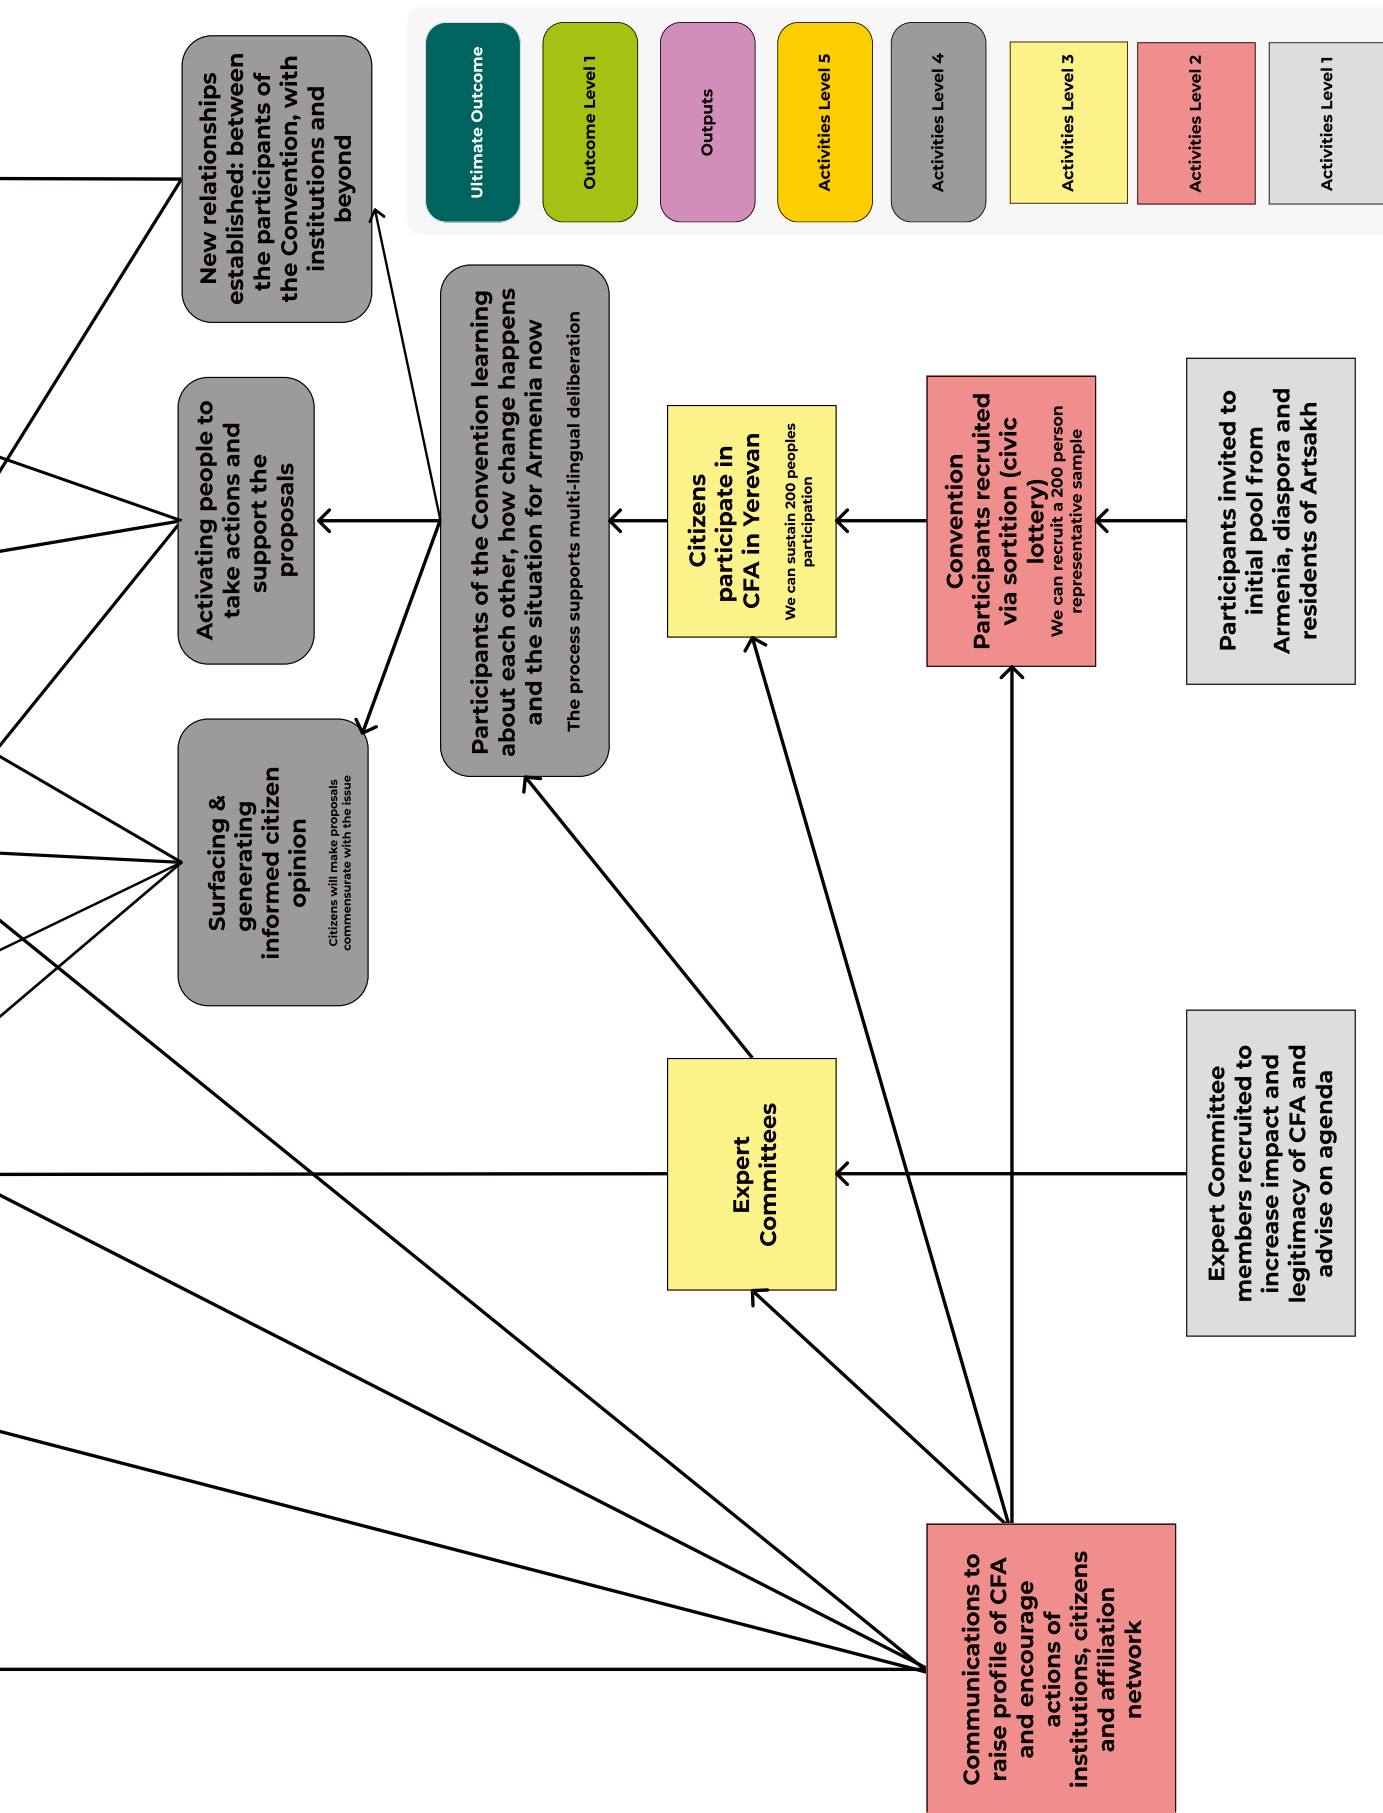 Surfacing &
generating
informed citizen
opinion
Citizens will make proposals
commensurate with the issue
Activating people to
take actions and
support the
proposals
New relationships
established: between
the participants of
the Convention, with
institutions and
beyond
Participants of the Convention learning
about each other, how change happens
and the situation for Armenia now
The process supports multi-lingual deliberation
Expert
Committees
Citizens
participate in
CFA in Yerevan
We can sustain 200 peoples
participation
Communications to
raise profile of CFA
and encourage
actions of
institutions, citizens
and affiliation
network
Convention
Participants recruited
via sortition (civic
lottery)
We can recruit a 200 person
representative sample
Expert Committee
members recruited to
increase impact and
legitimacy of CFA and
advise on agenda
Participants invited to
initial pool from
Armenia, diaspora and
residents of Artsakh
Ultimate Outcome
Outcome Level 1
Outputs
Activities Level 5
Activities Level 4
Activities Level 3
Activities Level 2
Activities Level 1